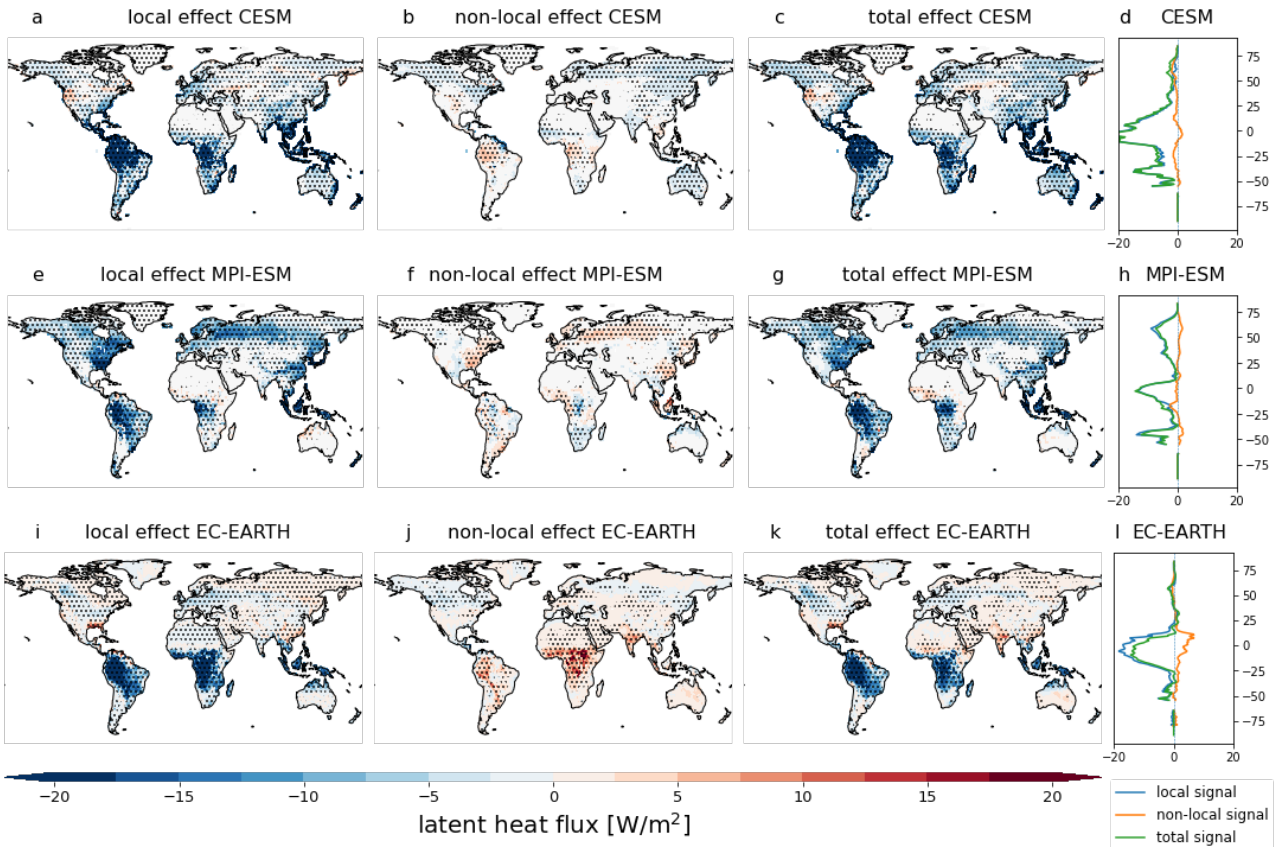 a local effect CESM
b non-local effect CESM
c total effect CESM
d CESM
75
50
25
0
−25
−50
−75
−20 0 20
e local effect MPI-ESM
f non-local effect MPI-ESM
g total effect MPI-ESM
h MPI-ESM
75
50
25
0
−25
−50
−75
−20 0 20
i local effect EC-EARTH
j non-local effect EC-EARTH
k total effect EC-EARTH
l EC-EARTH
75
50
25
0
−25
−50
−75
−20 0 20
−20 −15 −10 −5 0 5 10 15 20
latent heat flux [W/m²]
local signal
non-local signal
total signal